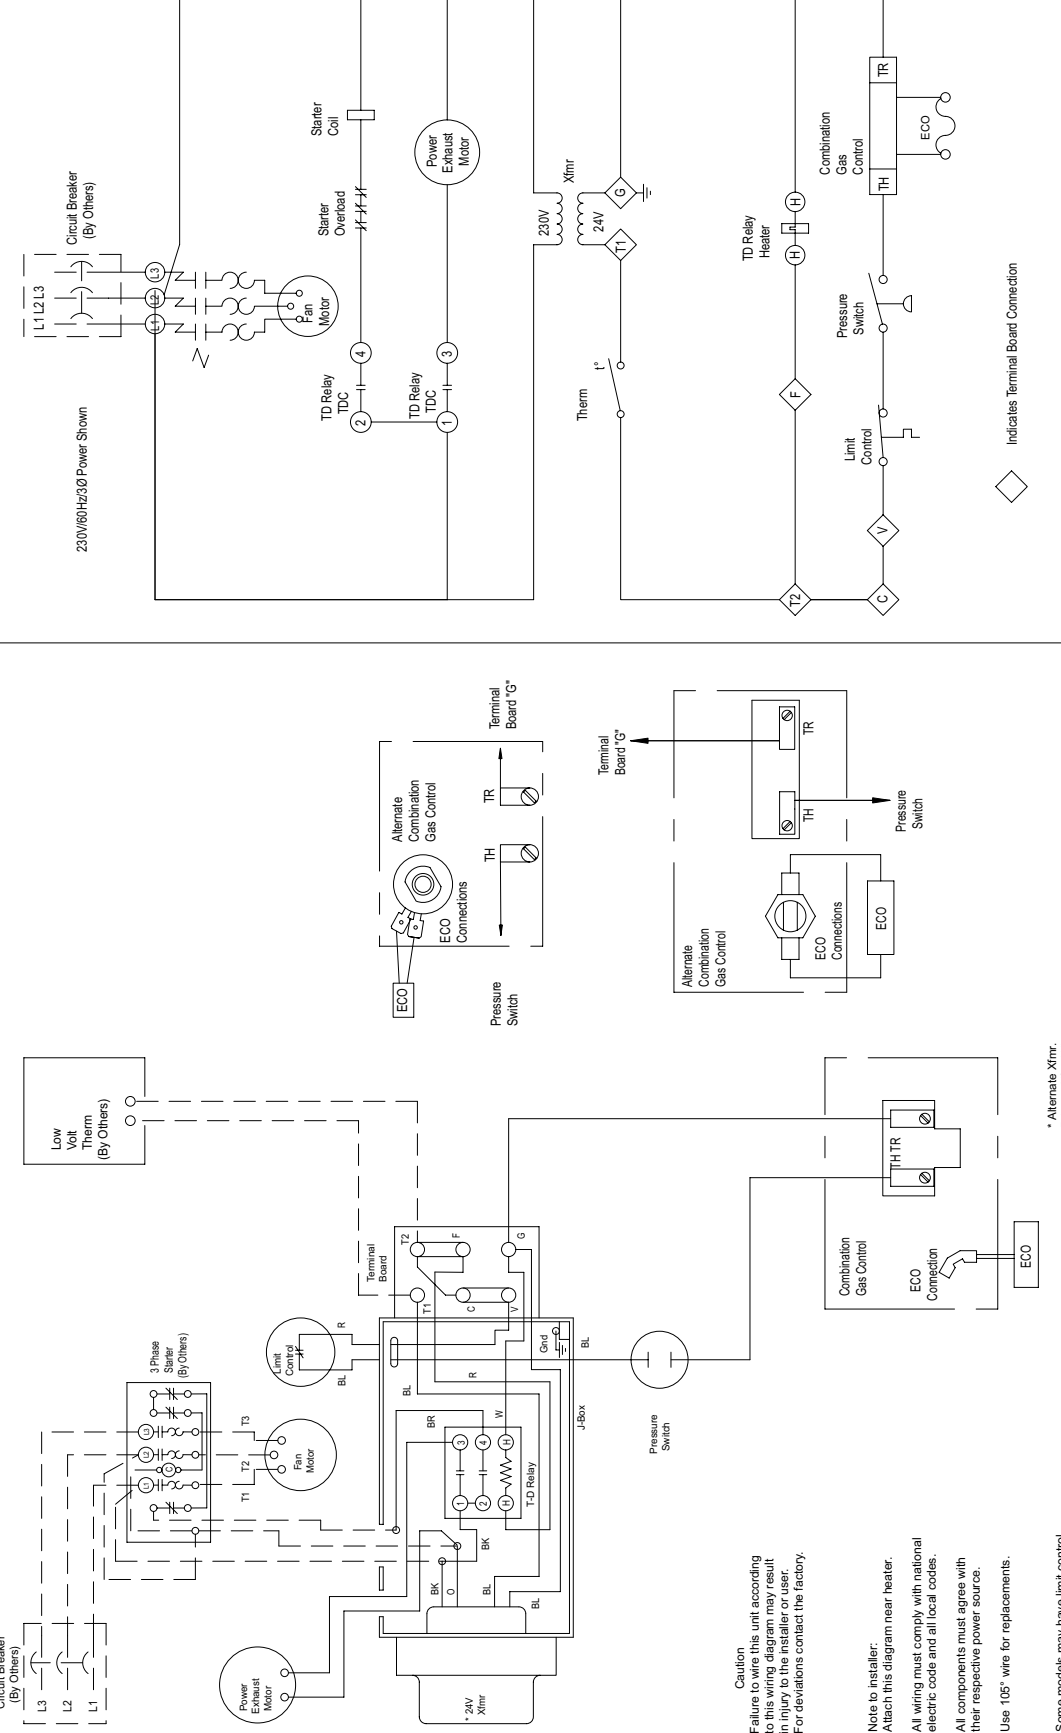 Circuit Breaker
(By Others)
L1 L2 L3
L1
L2
L3
230V/60Hz/3Ø Power Shown
Fan
Motor
Starter
Coil
Starter
Overload
TD Relay
TDC
2
4
Power
Exhaust
Motor
TD Relay
TDC
1
3
Xfmr
230V
24V
T1
G
Therm
t°
TD Relay
Heater
H
H
F
T2
Combination
Gas
Control
TR
TH
ECO
Pressure
Switch
Limit
Control
V
C
Indicates Terminal Board Connection
Alternate
Combination
Gas Control
TH
TR
Terminal
Board "G"
ECO
Connections
ECO
Pressure
Switch
Terminal
Board "G"
TR
TH
Pressure
Switch
Alternate
Combination
Gas Control
ECO
Connections
ECO
Low
Volt
Therm
(By Others)
Circuit Breaker
(By Others)
L3
L2
L1
3 Phase
Starter
(By Others)
L1
L2
L3
C
T1
T2
T3
Fan
Motor
Limit
Control
R
BL
Terminal
Board
T2
F
G
T1
C
V
Power
Exhaust
Motor
* 24V
Xfmr
BK
O
BL
BL
BK
BL
BR
R
W
Gnd
BL
1
2
3
4
H
H
T-D Relay
J-Box
Pressure
Switch
TH TR
Combination
Gas Control
ECO
Connection
ECO
* Alternate Xfmr.
Caution
Failure to wire this unit according
to this wiring diagram may result
in injury to the installer or user.
For deviations contact the factory.
Note to installer:
Attach this diagram near heater.
All wiring must comply with national
electric code and all local codes.
All components must agree with
their respective power source.
Use 105° wire for replacements.
Some models may have limit control